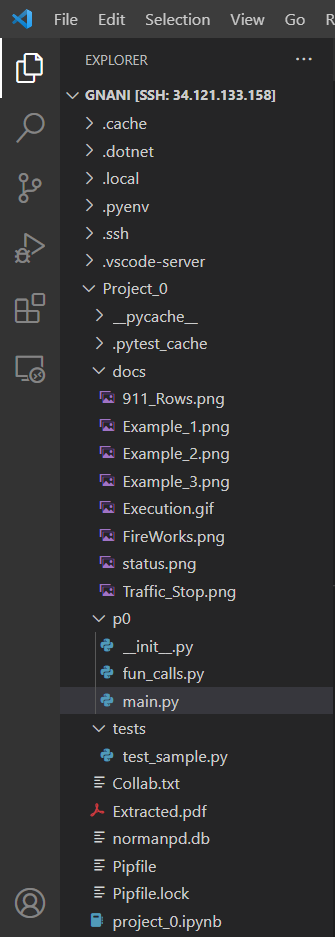 File Edit Selection View Go R
EXPLORER ···
GNANI [SSH: 34.121.133.158]
.cache
.dotnet
.local
.pyenv
.ssh
.vscode-server
Project_0
__pycache__
.pytest_cache
docs
911_Rows.png
Example_1.png
Example_2.png
Example_3.png
Execution.gif
FireWorks.png
status.png
Traffic_Stop.png
p0
__init__.py
fun_calls.py
main.py
tests
test_sample.py
Collab.txt
Extracted.pdf
normanpd.db
Pipfile
Pipfile.lock
project_0.ipynb